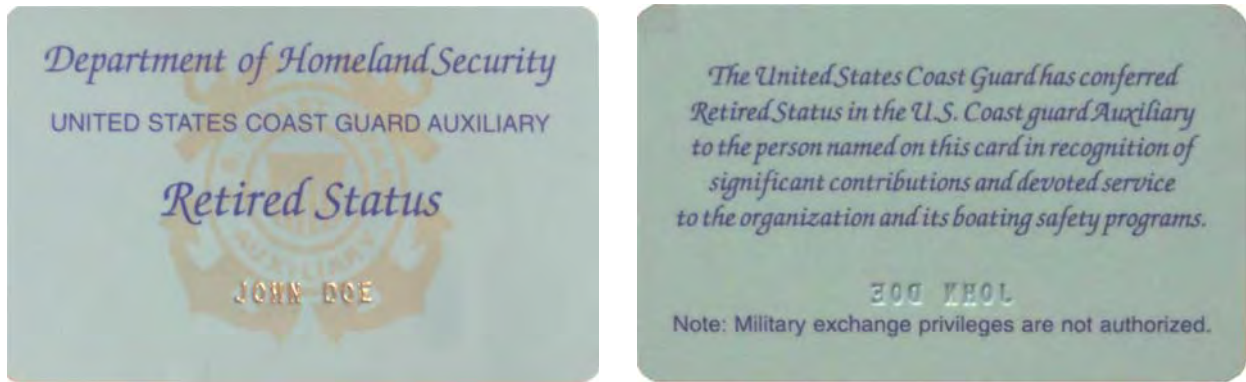 Department of Homeland Security
UNITED STATES COAST GUARD AUXILIARY
Retired Status
AUXILIARY
JOHN DOE
The United States Coast Guard has conferred
Retired Status in the U.S. Coast guard Auxiliary
to the person named on this card in recognition of
significant contributions and devoted service
to the organization and its boating safety programs.
JOHN DOE
Note: Military exchange privileges are not authorized.